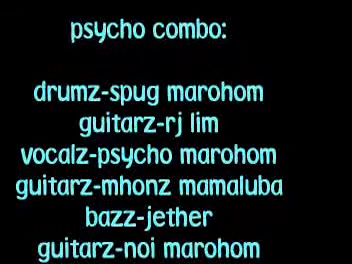 psycho combo:
drumz-spug marohom
guitarz-rj lim
vocalz-psycho marohom
guitarz-mhonz mamaluba
bazz-jether
guitarz-noi marohom